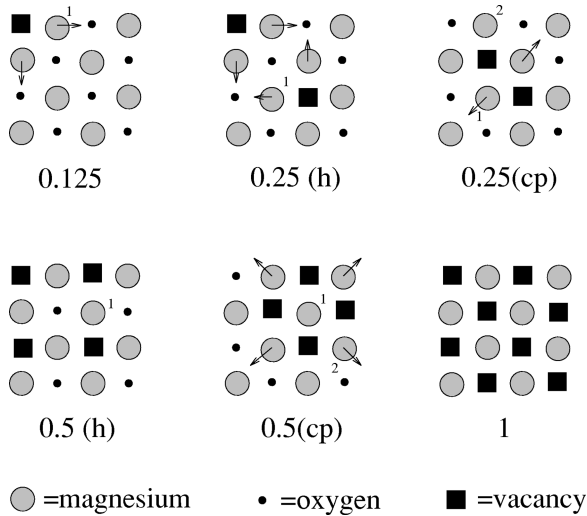 1
0.125
1
0.25 (h)
2
1
0.25(cp)
1
0.5 (h)
1
2
0.5(cp)
1
=magnesium
=oxygen
=vacancy